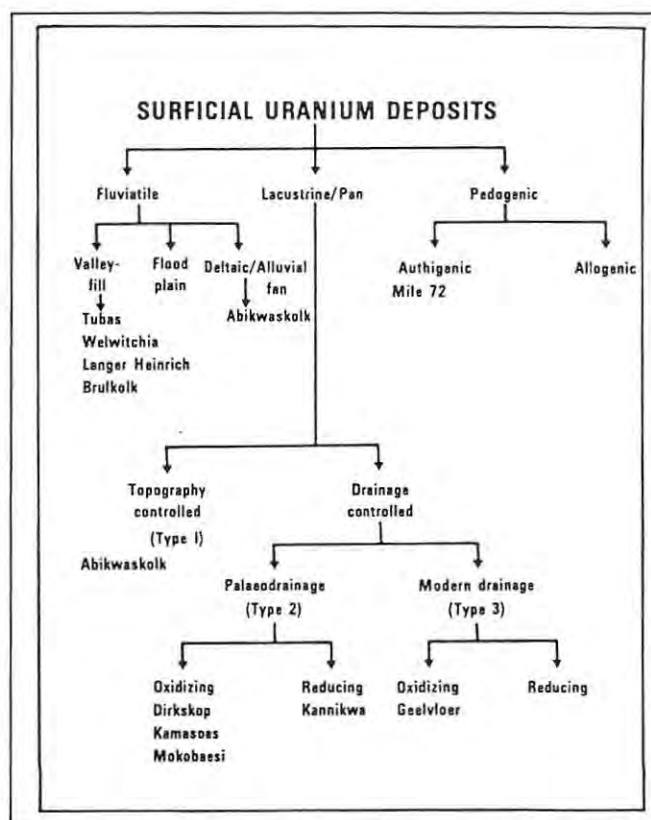 SURFICIAL URANIUM DEPOSITS
Fluviatile
Lacustrine/Pan
Pedogenic
Valley-
fill
Flood
plain
Deltaic/Alluvial
fan
Authigenic
Mile 72
Allogenic
Tubas
Welwitchia
Langer Heinrich
Brulkolk
Abikwaskolk
Topography
controlled
(Type I)
Abikwaskolk
Drainage
controlled
Palaeodrainage
(Type 2)
Modern drainage
(Type 3)
Oxidizing
Dirkskop
Kamasoas
Mokobaesi
Reducing
Kannikwa
Oxidizing
Geelvloer
Reducing